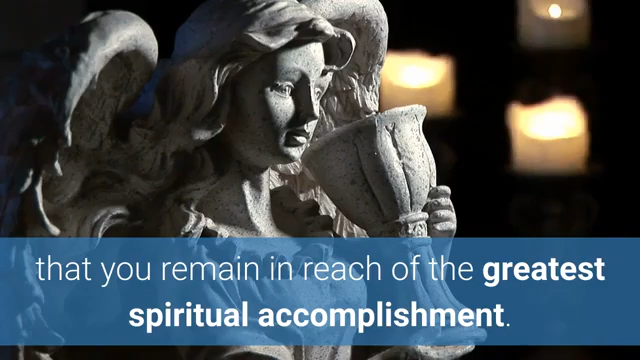 that you remain in reach of the greatest
spiritual accomplishment.